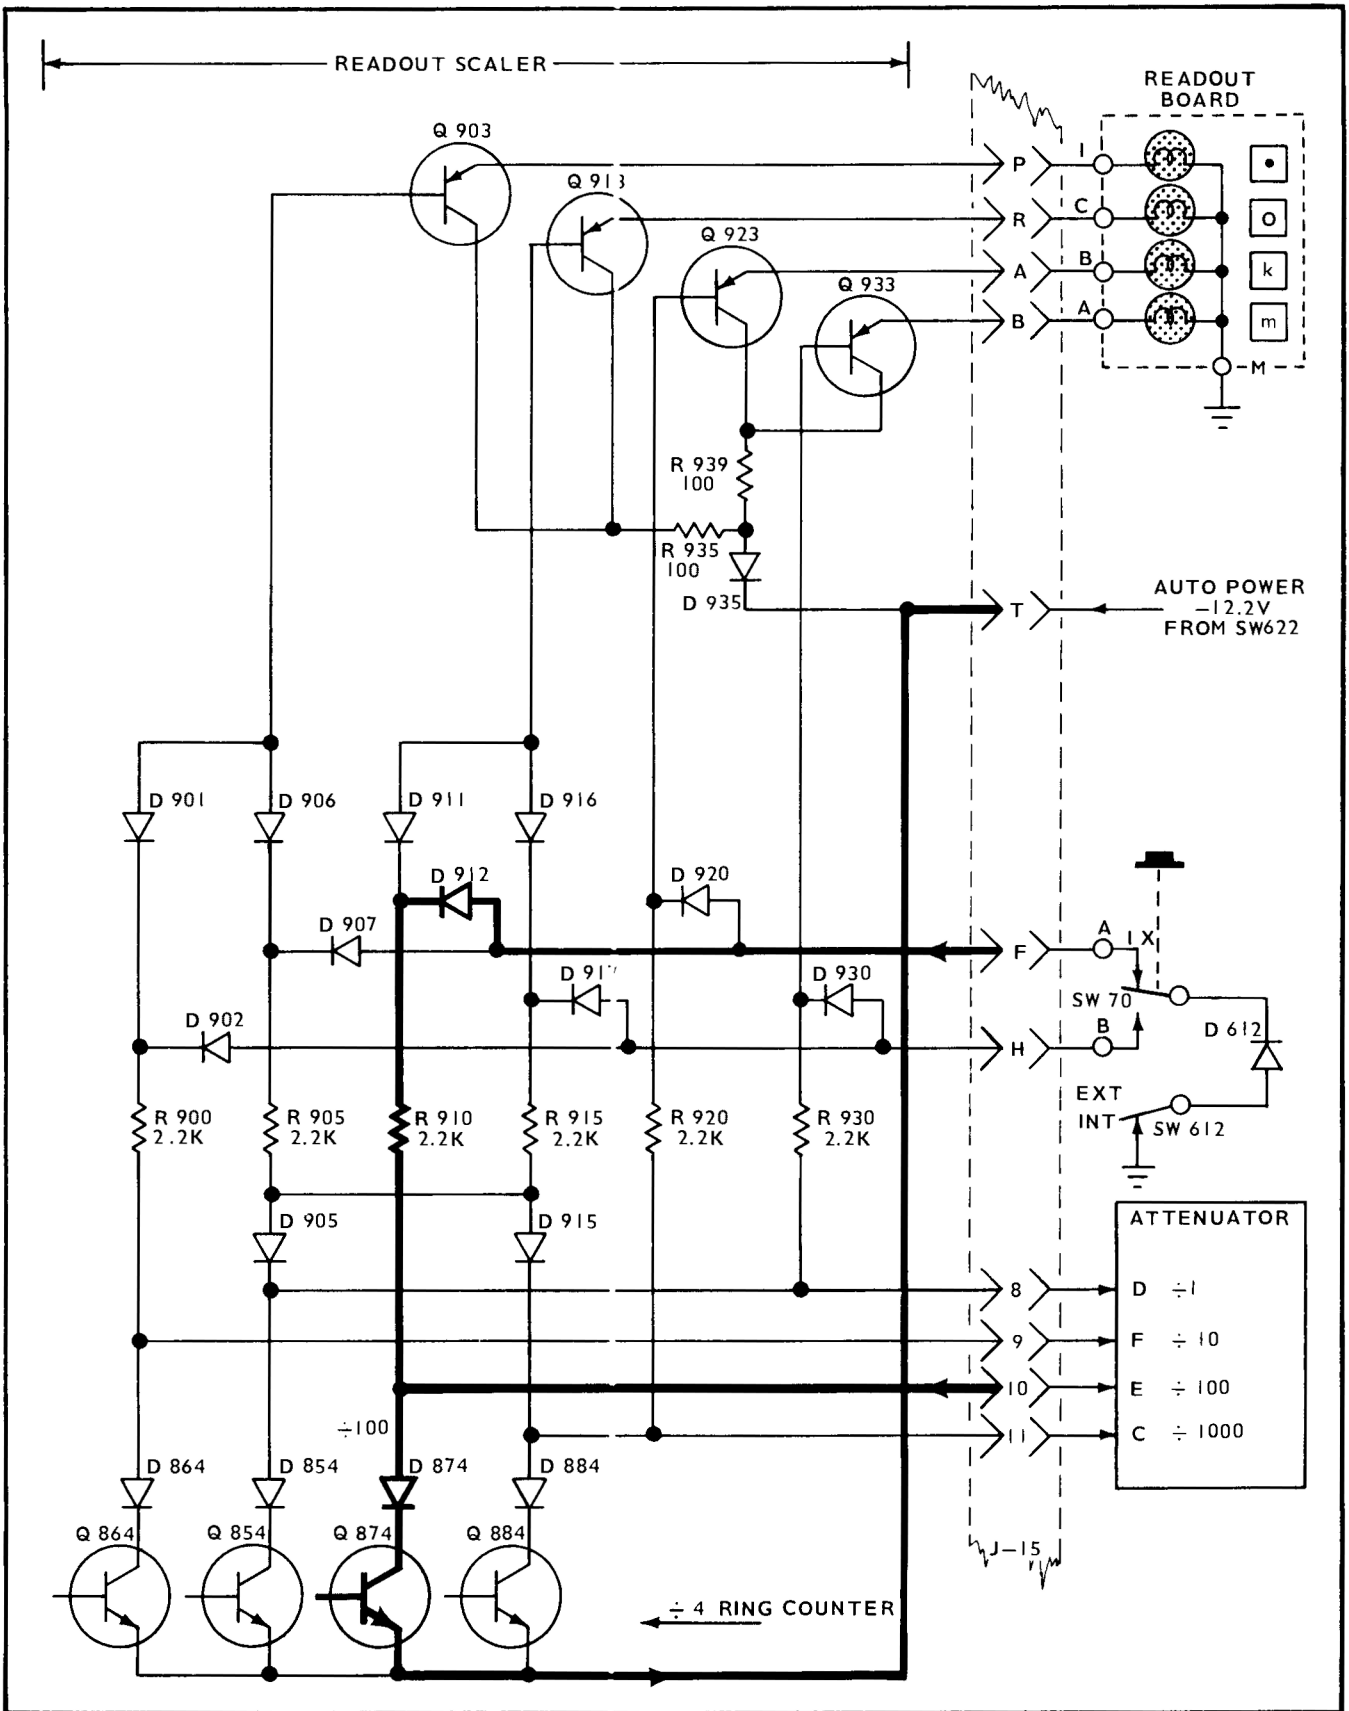 READOUT SCALER
READOUT
BOARD
Q 903
Q 913
Q 923
Q 933
P
I
R
C
O
A
B
k
B
A
m
M
R 939
100
R 935
100
D 935
T
AUTO POWER
−12.2V
FROM SW622
D 901
D 906
D 911
D 916
D 912
D 920
D 907
F
A
1 X
D 917
D 930
SW 70
D 902
H
B
D 612
EXT
INT
SW 612
R 900
2.2K
R 905
2.2K
R 910
2.2K
R 915
2.2K
R 920
2.2K
R 930
2.2K
D 905
D 915
ATTENUATOR
8
D ÷1
9
F ÷ 10
10
E ÷ 100
11
C ÷ 1000
÷100
D 864
D 854
D 874
D 884
Q 864
Q 854
Q 874
Q 884
J-15
÷ 4 RING COUNTER